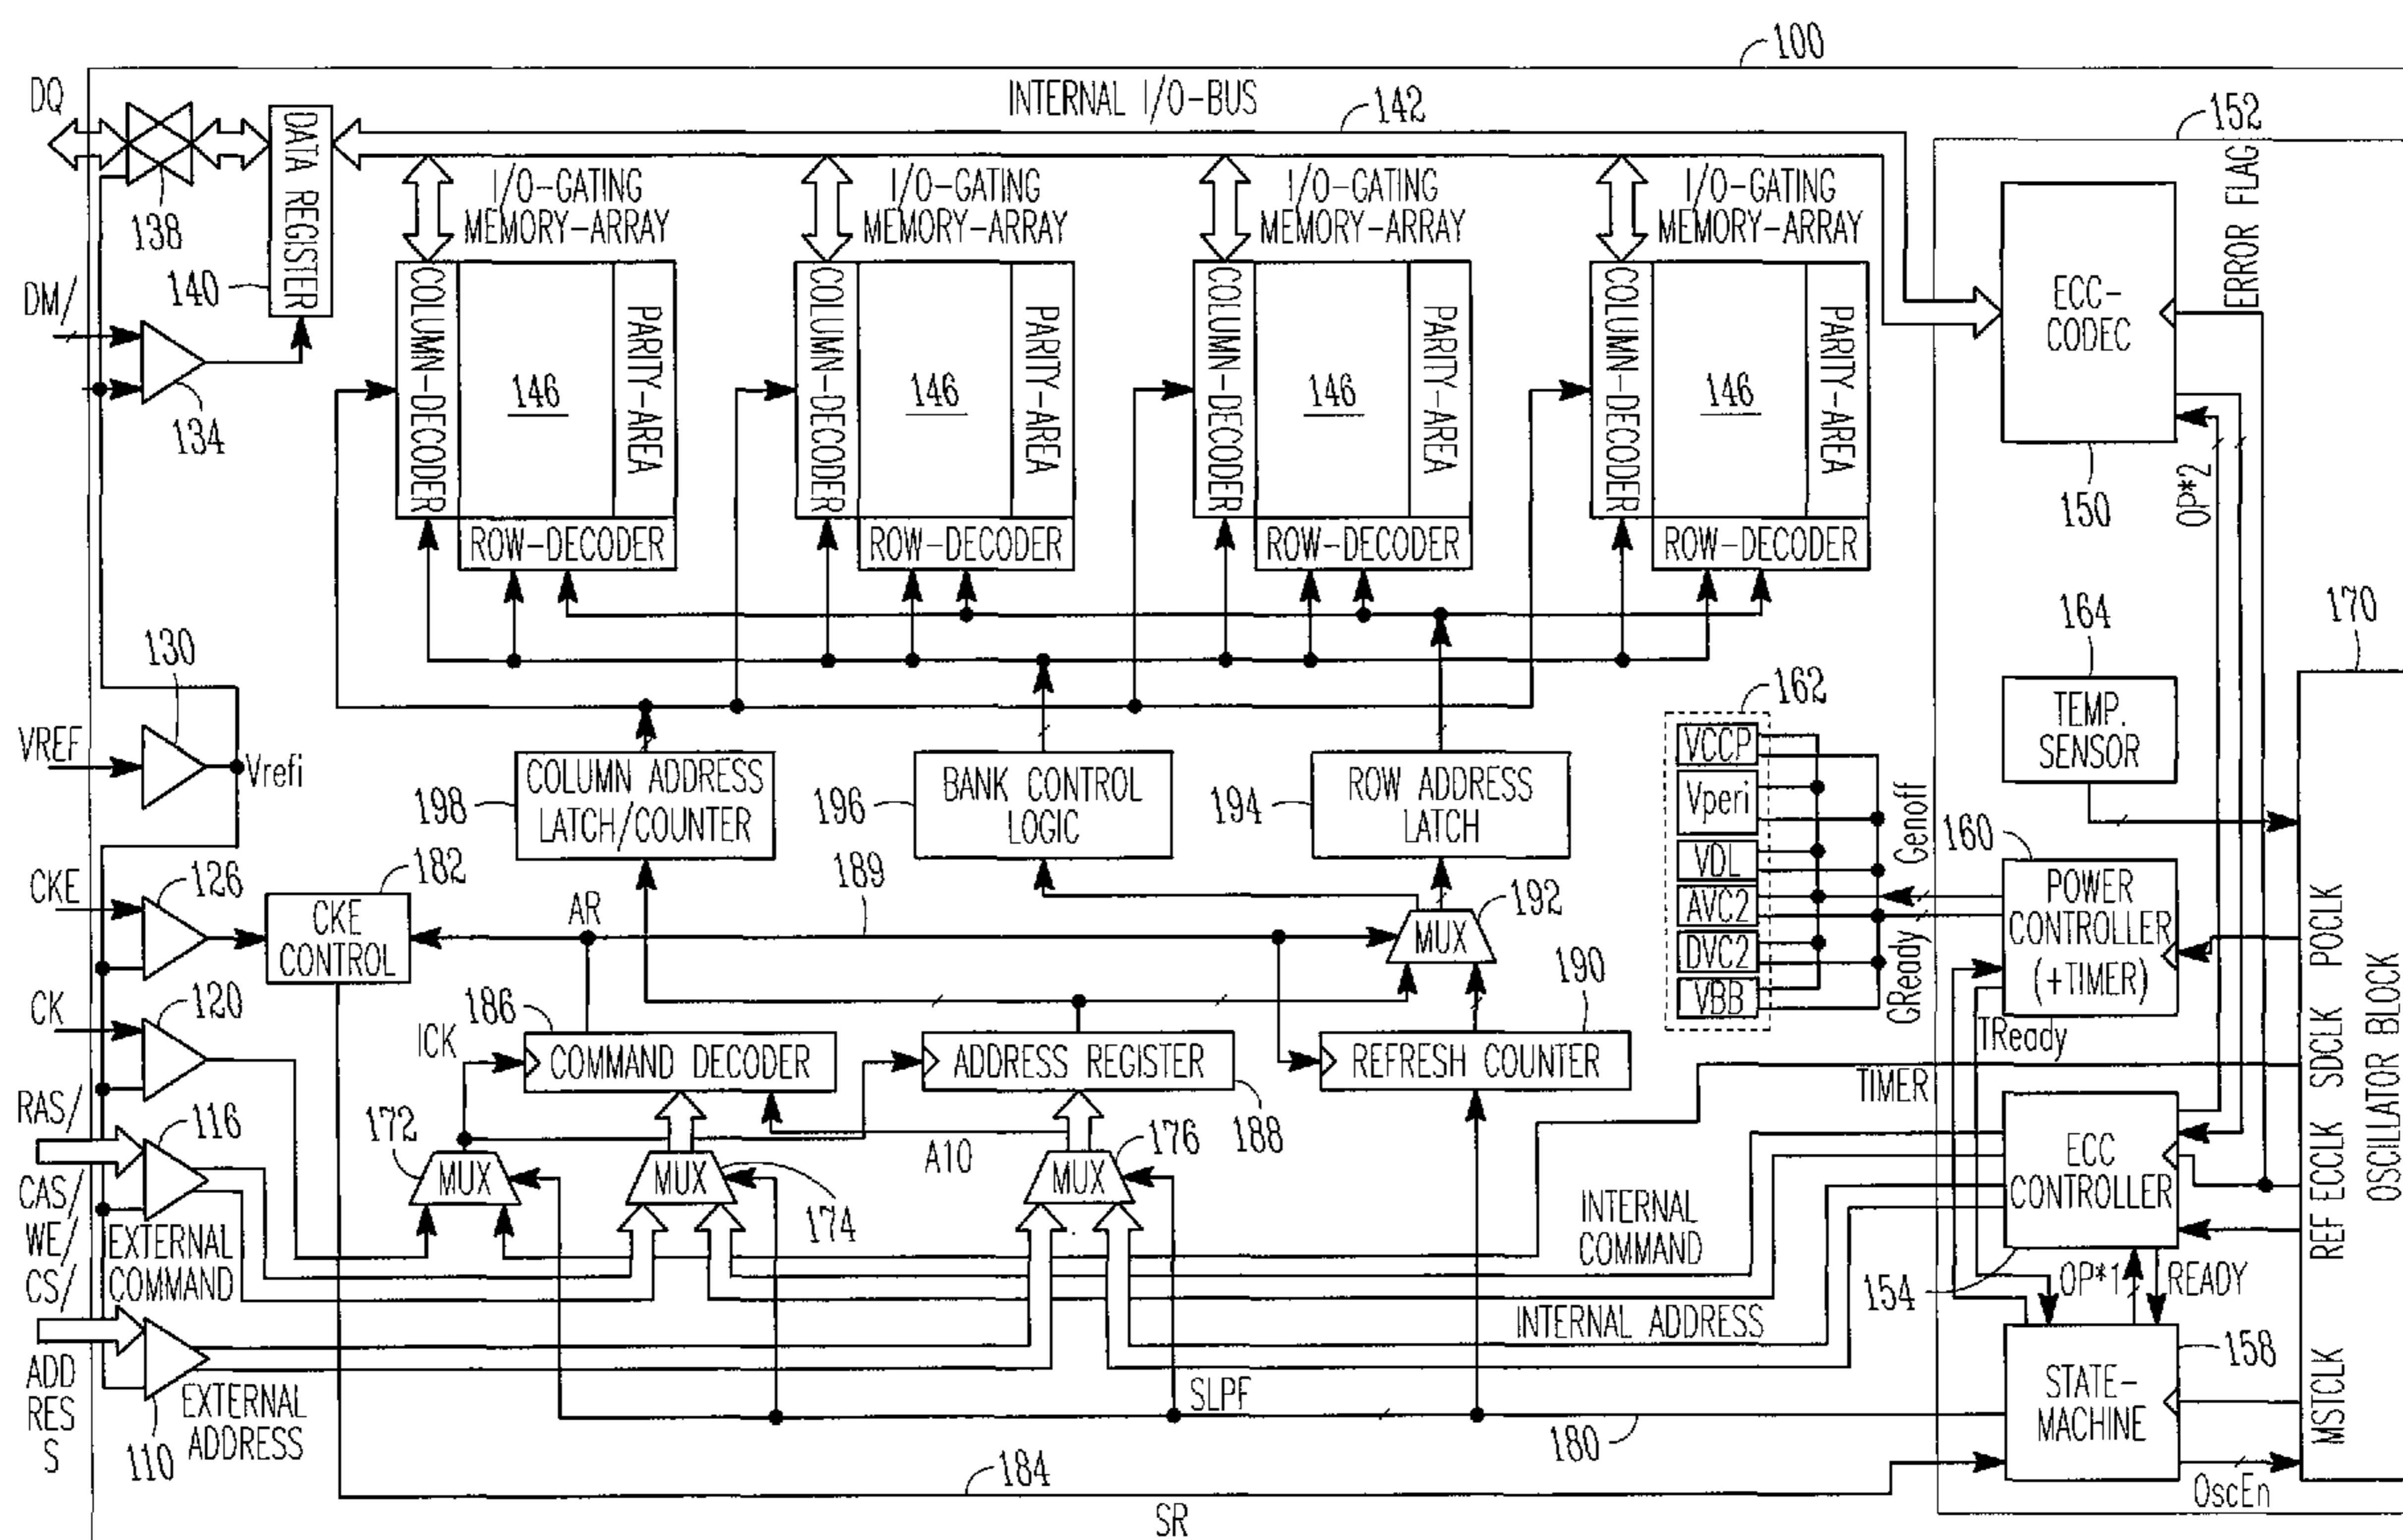 100
DQ
INTERNAL I/O-BUS
142
152
DATA REGISTER
138
140
I/O-GATING
MEMORY-ARRAY
I/O-GATING
MEMORY-ARRAY
I/O-GATING
MEMORY-ARRAY
I/O-GATING
MEMORY-ARRAY
ERROR FLAG
DM/
134
COLUMN-DECODER
146
PARITY-AREA
ROW-DECODER
COLUMN-DECODER
146
PARITY-AREA
ROW-DECODER
COLUMN-DECODER
146
PARITY-AREA
ROW-DECODER
COLUMN-DECODER
146
PARITY-AREA
ROW-DECODER
ECC-
CODEC
150
OP*2
164
TEMP.
SENSOR
170
130
VREF
Vrefi
198
COLUMN ADDRESS
LATCH/COUNTER
196
BANK CONTROL
LOGIC
194
ROW ADDRESS
LATCH
162
VCCP
Vperi
VDL
AVC2
DVC2
VBB
Genoff
GReady
160
POWER
CONTROLLER
(+TIMER)
TReady
CKE
126
182
CKE
CONTROL
AR
189
MUX
192
CK
120
ICK
186
COMMAND DECODER
ADDRESS REGISTER
188
190
REFRESH COUNTER
TIMER
RAS/
CAS/
WE/
CS/
116
EXTERNAL
COMMAND
172
MUX
MUX
174
A10
MUX
176
INTERNAL
COMMAND
ECC
CONTROLLER
154
OP*1
READY
INTERNAL ADDRESS
ADD
RES
S
110
EXTERNAL
ADDRESS
SLPF
180
STATE-
MACHINE
158
OscEn
184
SR
MSTCLK
REF ECCLK SDCLK POCLK
OSCILLATOR BLOCK